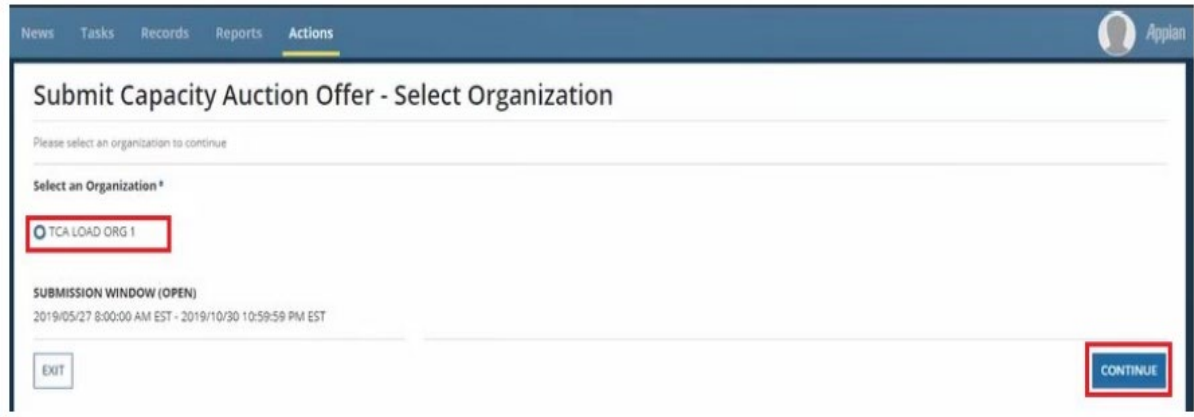 News Tasks Records Reports Actions Appian
Submit Capacity Auction Offer - Select Organization
Please select an organization to continue
Select an Organization*
TCA LOAD ORG 1
SUBMISSION WINDOW (OPEN)
2019/05/27 8:00:00 AM EST - 2019/10/30 10:59:59 PM EST
EXIT CONTINUE